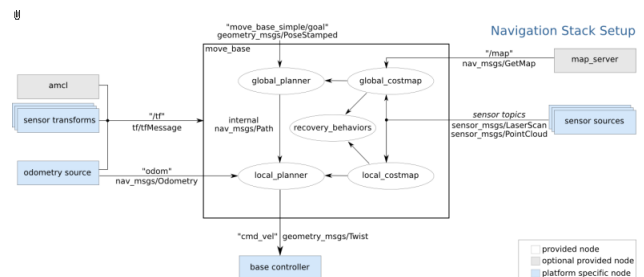 Navigation Stack Setup
"move_base_simple/goal"
geometry_msgs/PoseStamped
move_base
"/map"
nav_msgs/GetMap
map_server
global_planner
global_costmap
amcl
sensor transforms
"/tf"
tf/tfMessage
internal
nav_msgs/Path
recovery_behaviors
sensor topics
sensor_msgs/LaserScan
sensor_msgs/PointCloud
sensor sources
odometry source
"odom"
nav_msgs/Odometry
local_planner
local_costmap
"cmd_vel" geometry_msgs/Twist
base controller
provided node
optional provided node
platform specific node